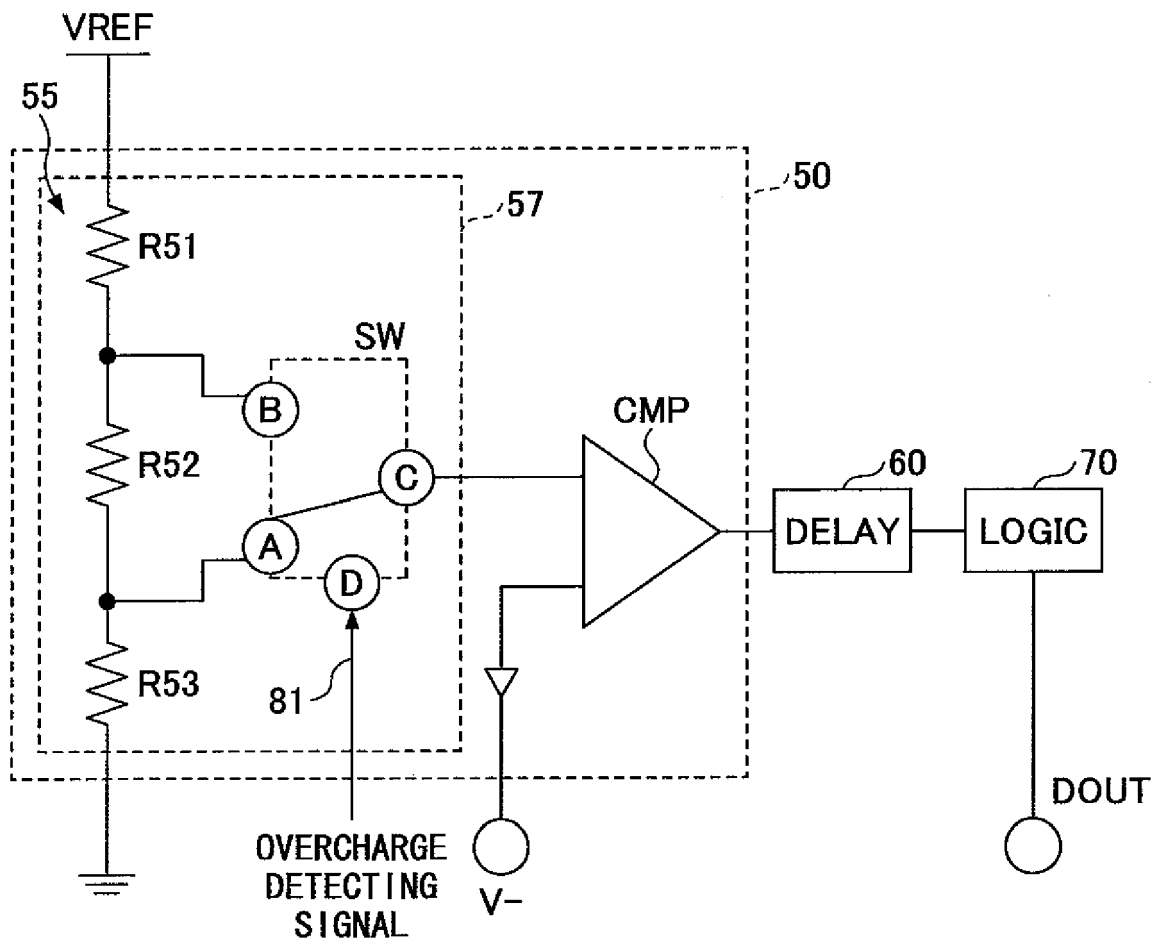 VREF
55
50
57
R51
SW
B
CMP
R52
C
60
70
A
DELAY
LOGIC
D
R53
81
DOUT
OVERCHARGE
DETECTING
SIGNAL
V-